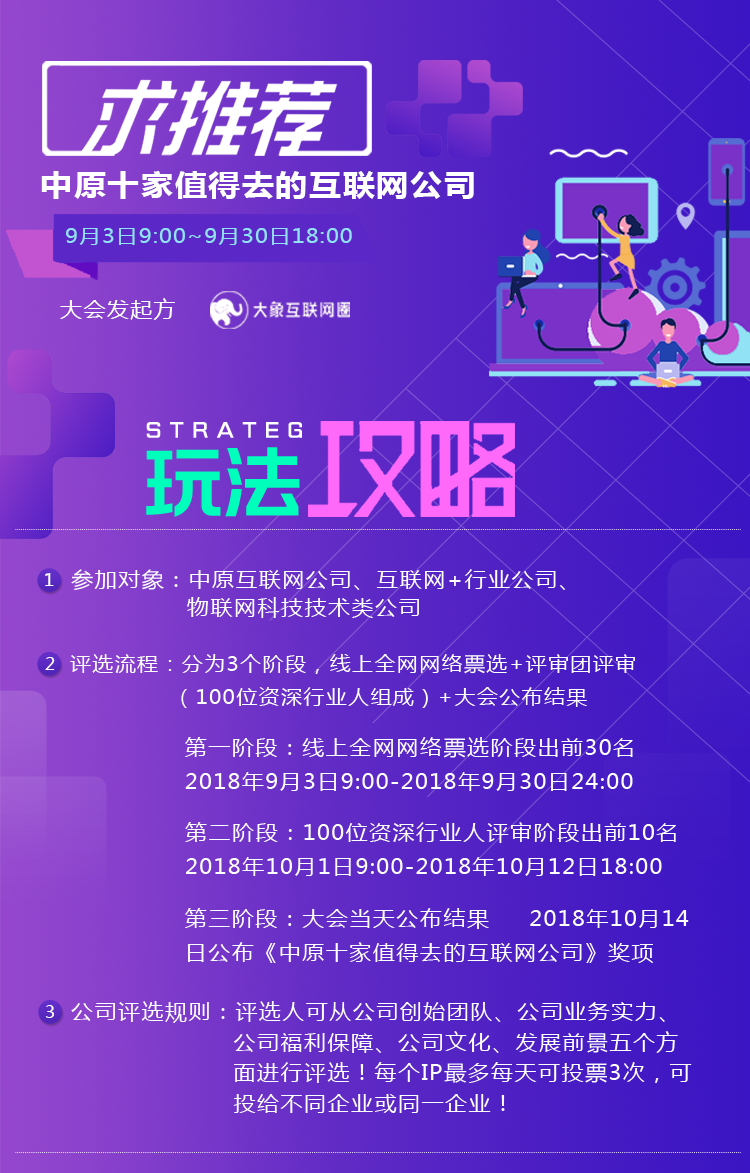 求推荐
中原十家值得去的互联网公司
9月3日9:00~9月30日18:00
大会发起方 大象互联网圈
STRATEG
玩法攻略
1 参加对象：中原互联网公司、互联网+行业公司、
物联网科技技术类公司
2 评选流程：分为3个阶段，线上全网网络票选+评审团评审
（100位资深行业人组成）+大会公布结果
第一阶段：线上全网网络票选阶段出前30名
2018年9月3日9:00-2018年9月30日24:00
第二阶段：100位资深行业人评审阶段出前10名
2018年10月1日9:00-2018年10月12日18:00
第三阶段：大会当天公布结果 2018年10月14
日公布《中原十家值得去的互联网公司》奖项
3 公司评选规则：评选人可从公司创始团队、公司业务实力、
公司福利保障、公司文化、发展前景五个方
面进行评选！每个IP最多每天可投票3次，可
投给不同企业或同一企业！